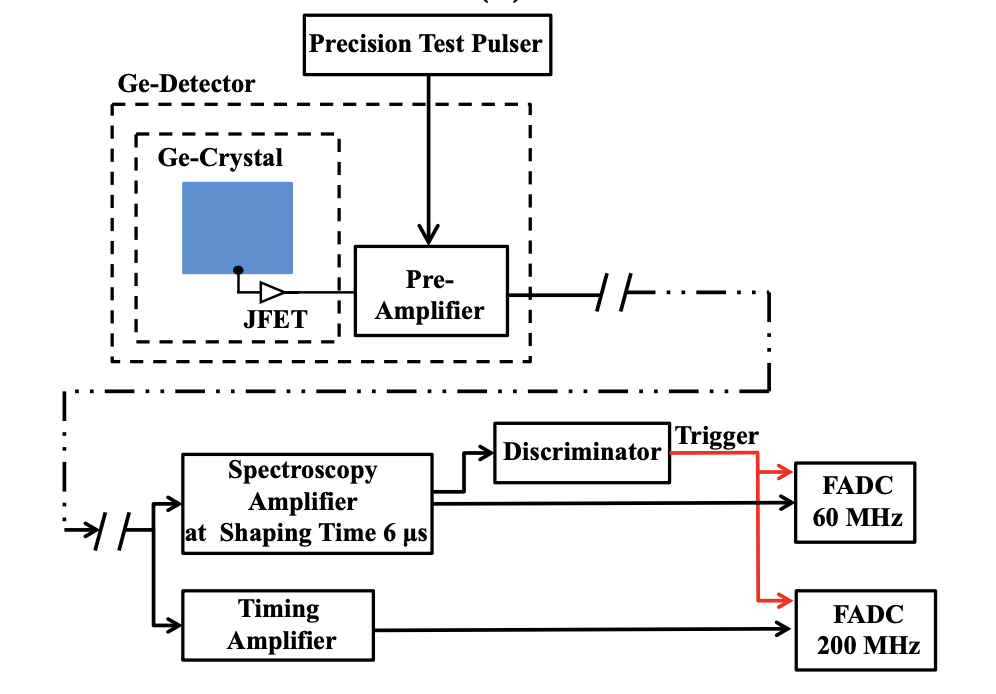 Precision Test Pulser
Ge-Detector
Ge-Crystal
Pre-
Amplifier
JFET
Discriminator
Trigger
Spectroscopy
Amplifier
at Shaping Time 6 μs
FADC
60 MHz
Timing
Amplifier
FADC
200 MHz